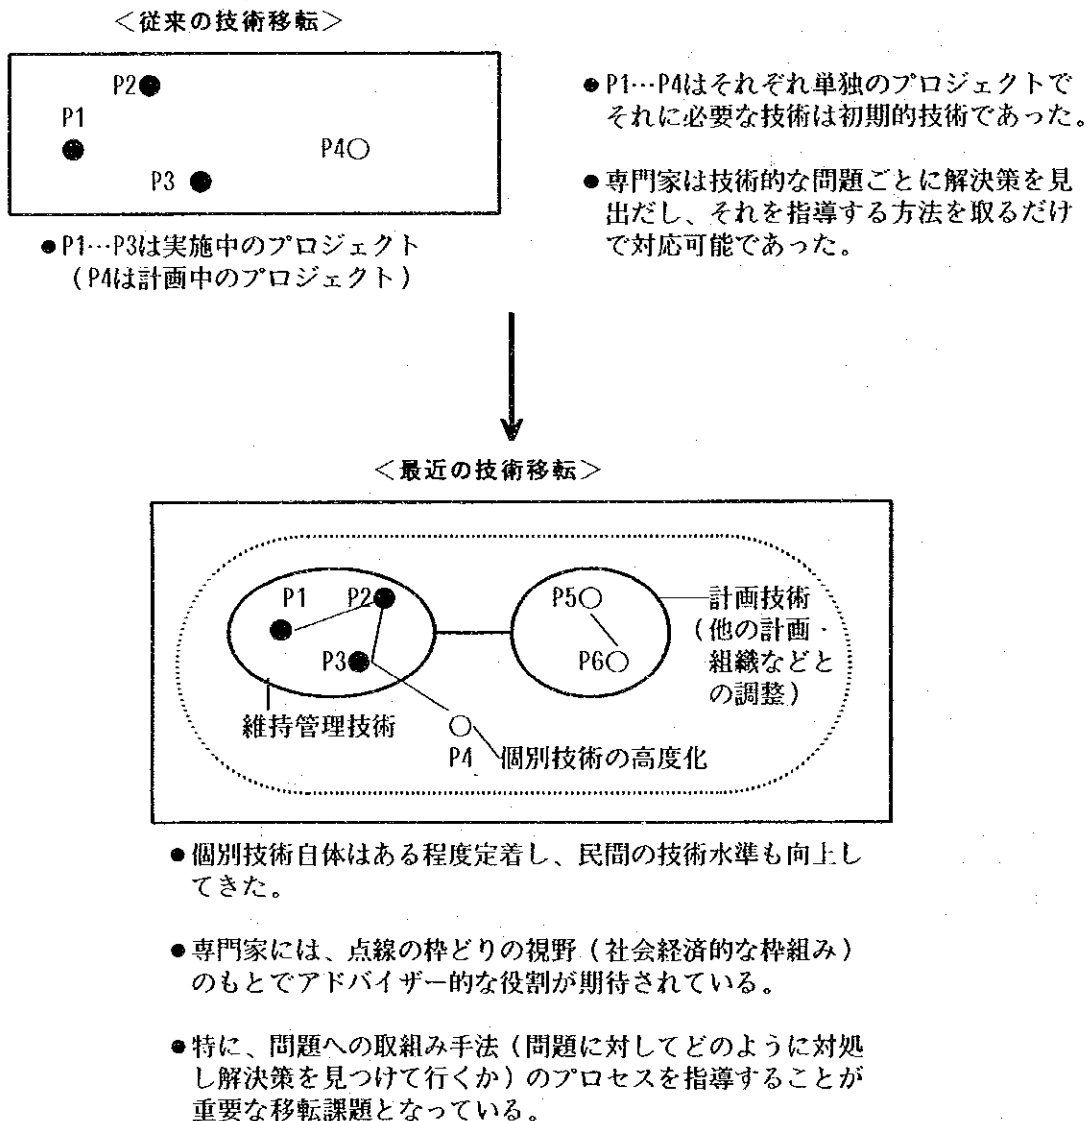 ＜従来の技術移転＞
P2●
P1
●
P4○
P3 ●
●P1…P3は実施中のプロジェクト
（P4は計画中のプロジェクト）
●P1…P4はそれぞれ単独のプロジェクトで
それに必要な技術は初期的技術であった。
●専門家は技術的な問題ごとに解決策を見
出だし、それを指導する方法を取るだけ
で対応可能であった。
＜最近の技術移転＞
P1 P2●
●
P3●
維持管理技術
P5○
P6○
計画技術
（他の計画・
組織などと
の調整）
○
P4 個別技術の高度化
●個別技術自体はある程度定着し、民間の技術水準も向上し
てきた。
●専門家には、点線の枠どりの視野（社会経済的な枠組み）
のもとでアドバイザー的な役割が期待されている。
●特に、問題への取組み手法（問題に対してどのように対処
し解決策を見つけて行くか）のプロセスを指導することが
重要な移転課題となっている。